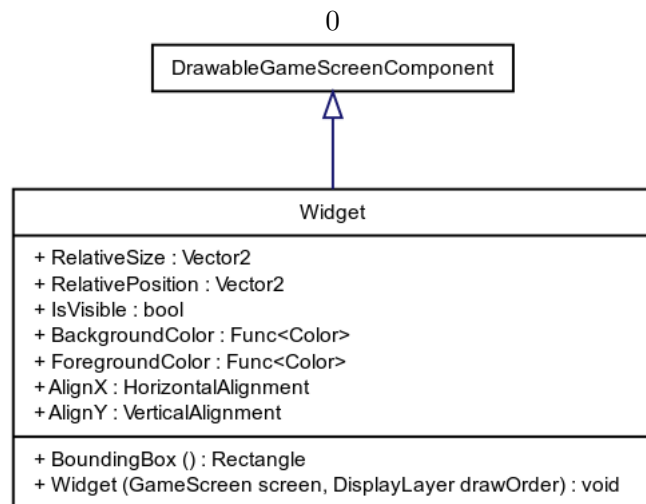 0
DrawableGameScreenComponent
Widget
+ RelativeSize : Vector2
+ RelativePosition : Vector2
+ IsVisible : bool
+ BackgroundColor : Func<Color>
+ ForegroundColor : Func<Color>
+ AlignX : HorizontalAlignment
+ AlignY : VerticalAlignment
+ BoundingBox () : Rectangle
+ Widget (GameScreen screen, DisplayLayer drawOrder) : void